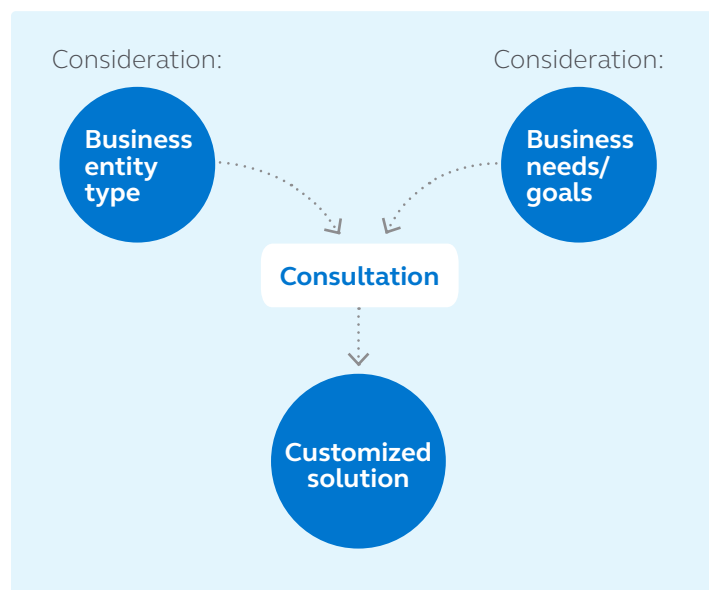 Consideration:
Business
entity
type
Consideration:
Business
needs/
goals
Consultation
Customized
solution